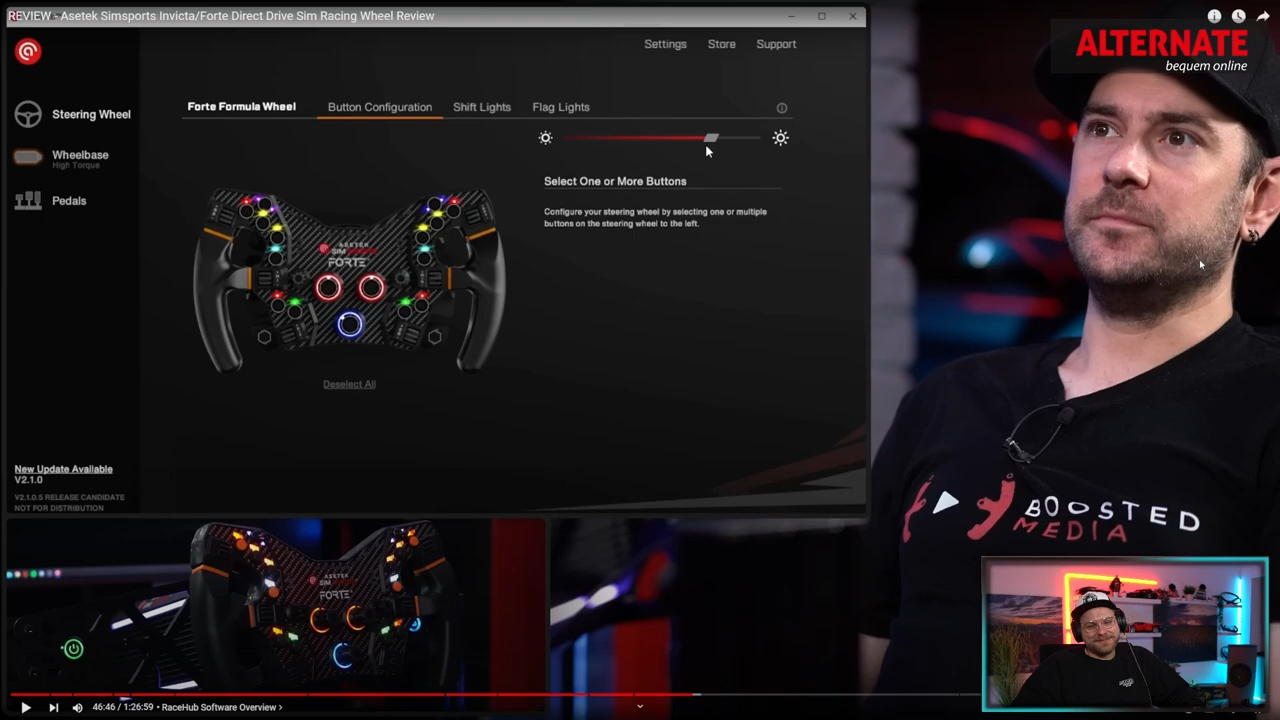 REVIEW - Asetek Simsports Invicta/Forte Direct Drive Sim Racing Wheel Review
ALTERNATE
bequem online
Settings Store Support
Steering Wheel
Wheelbase
High Torque
Pedals
Forte Formula Wheel Button Configuration Shift Lights Flag Lights
Select One or More Buttons
Configure your steering wheel by selecting one or multiple
buttons on the steering wheel to the left.
ASETEK
SIMSPORTS
FORTE
Deselect All
New Update Available
V2.1.0
V2.1.0.5 RELEASE CANDIDATE
NOT FOR DISTRIBUTION
BOOSTED
MEDIA
ASETEK
SIMSPORTS
FORTE
46:46 / 1:26:59 • RaceHub Software Overview >